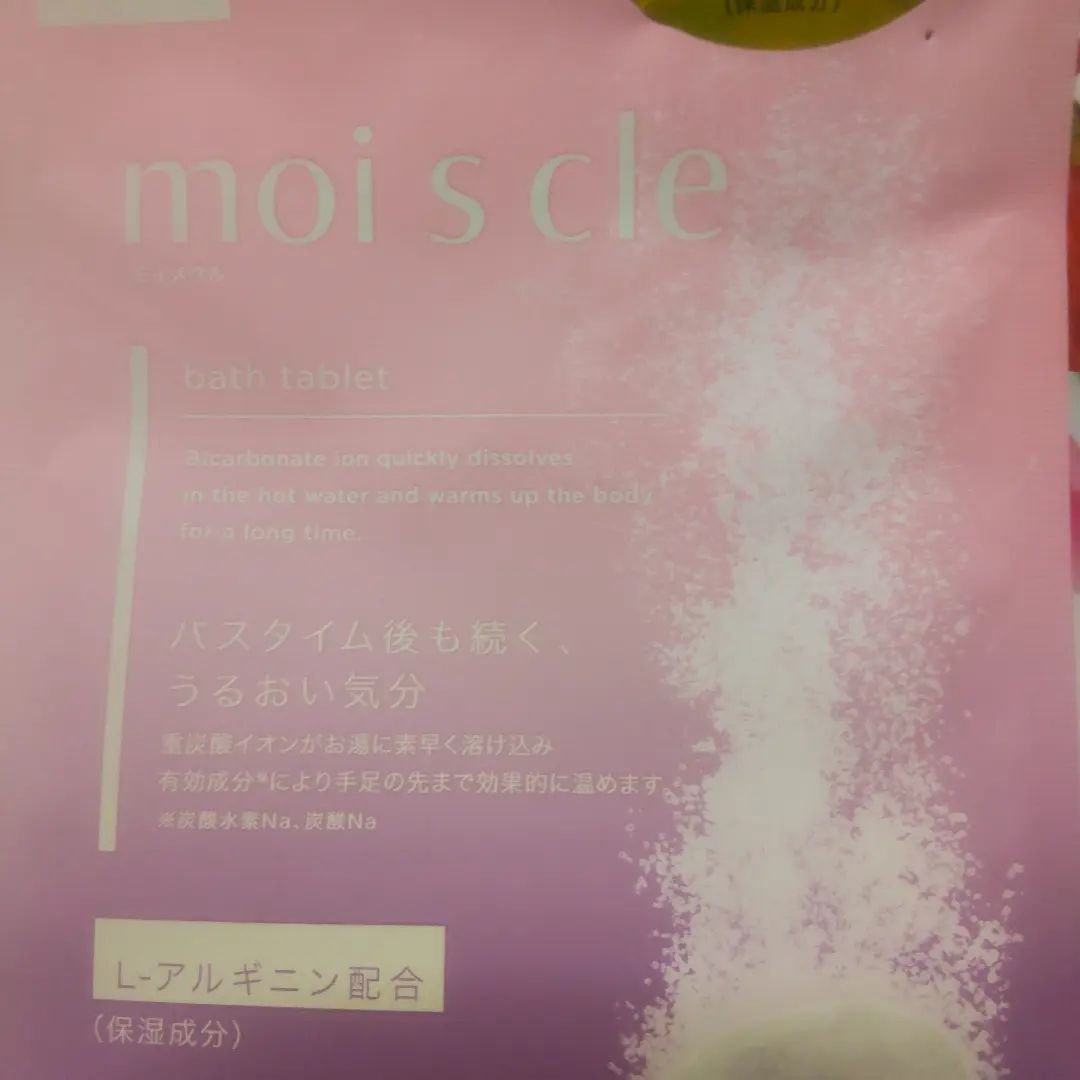 (保湿成分)
moi s cle
モイスクル
bath tablet
Bicarbonate ion quickly dissolves
in the hot water and warms up the body
for a long time.
バスタイム後も続く、
うるおい気分
重炭酸イオンがお湯に素早く溶け込み
有効成分※により手足の先まで効果的に温めます。
※炭酸水素Na、炭酸Na
L-アルギニン配合
(保湿成分)